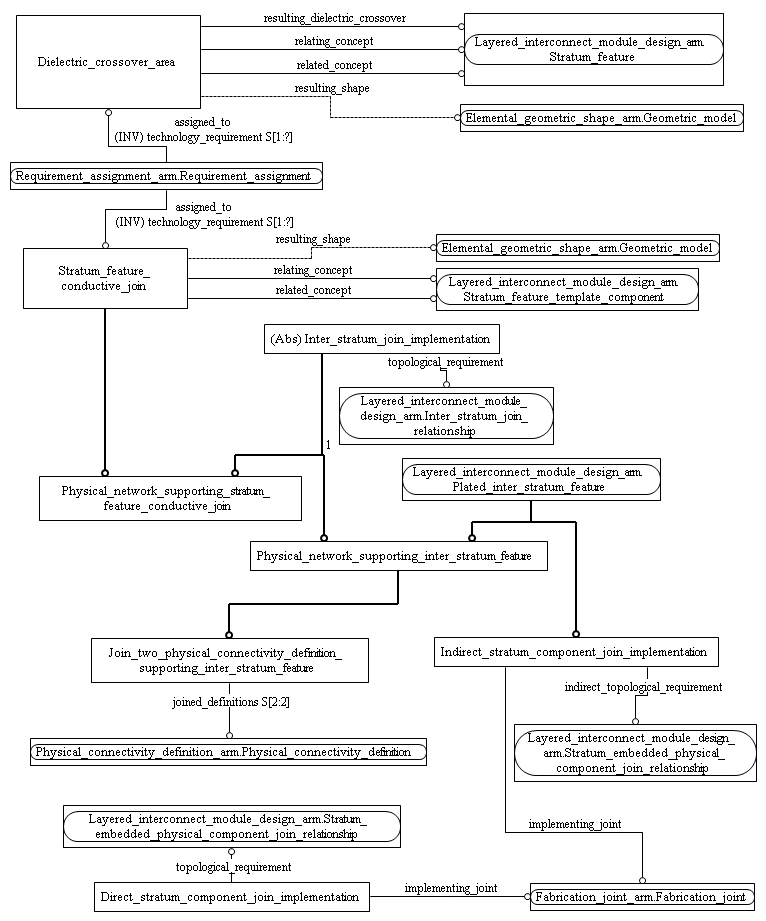 resulting_dielectric_crossover
relating_concept
related_concept
resulting_shape
Dielectric_crossover_area
Layered_interconnect_module_design_arm.
Stratum_feature
Elemental_geometric_shape_arm.Geometric_model
assigned_to
(INV) technology_requirement S[1:?]
Requirement_assignment_arm.Requirement_assignment
assigned_to
(INV) technology_requirement S[1:?]
Stratum_feature_
conductive_join
resulting_shape
relating_concept
related_concept
Elemental_geometric_shape_arm.Geometric_model
Layered_interconnect_module_design_arm.
Stratum_feature_template_component
(Abs) Inter_stratum_join_implementation
topological_requirement
Layered_interconnect_module_
design_arm.Inter_stratum_join_
relationship
1
Layered_interconnect_module_design_arm.
Plated_inter_stratum_feature
Physical_network_supporting_stratum_
feature_conductive_join
Physical_network_supporting_inter_stratum_feature
Join_two_physical_connectivity_definition_
supporting_inter_stratum_feature
Indirect_stratum_component_join_implementation
joined_definitions S[2:2]
indirect_topological_requirement
Physical_connectivity_definition_arm.Physical_connectivity_definition
Layered_interconnect_module_design_
arm.Stratum_embedded_physical_
component_join_relationship
Layered_interconnect_module_design_arm.Stratum_
embedded_physical_component_join_relationship
implementing_joint
topological_requirement
Direct_stratum_component_join_implementation
implementing_joint
Fabrication_joint_arm.Fabrication_joint